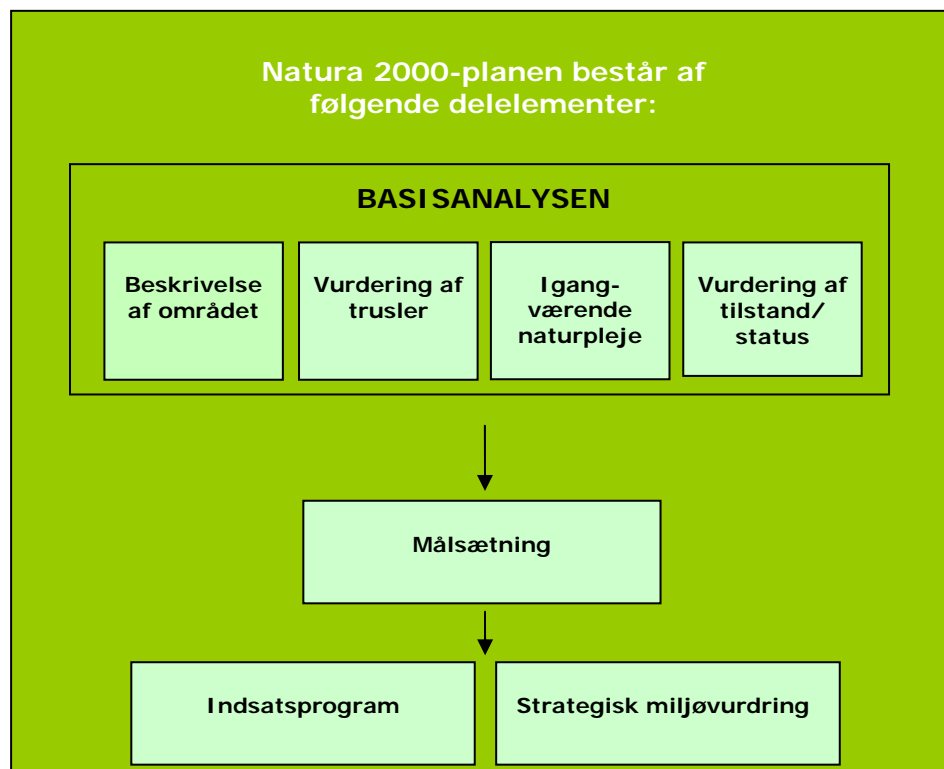 Natura 2000-planen består af
følgende delelementer:
BASISANALYSEN
Beskrivelse
af området
Vurdering af
trusler
Igang-
værende
naturpleje
Vurdering af
tilstand/
status
Målsætning
Indsatsprogram
Strategisk miljøvurdring